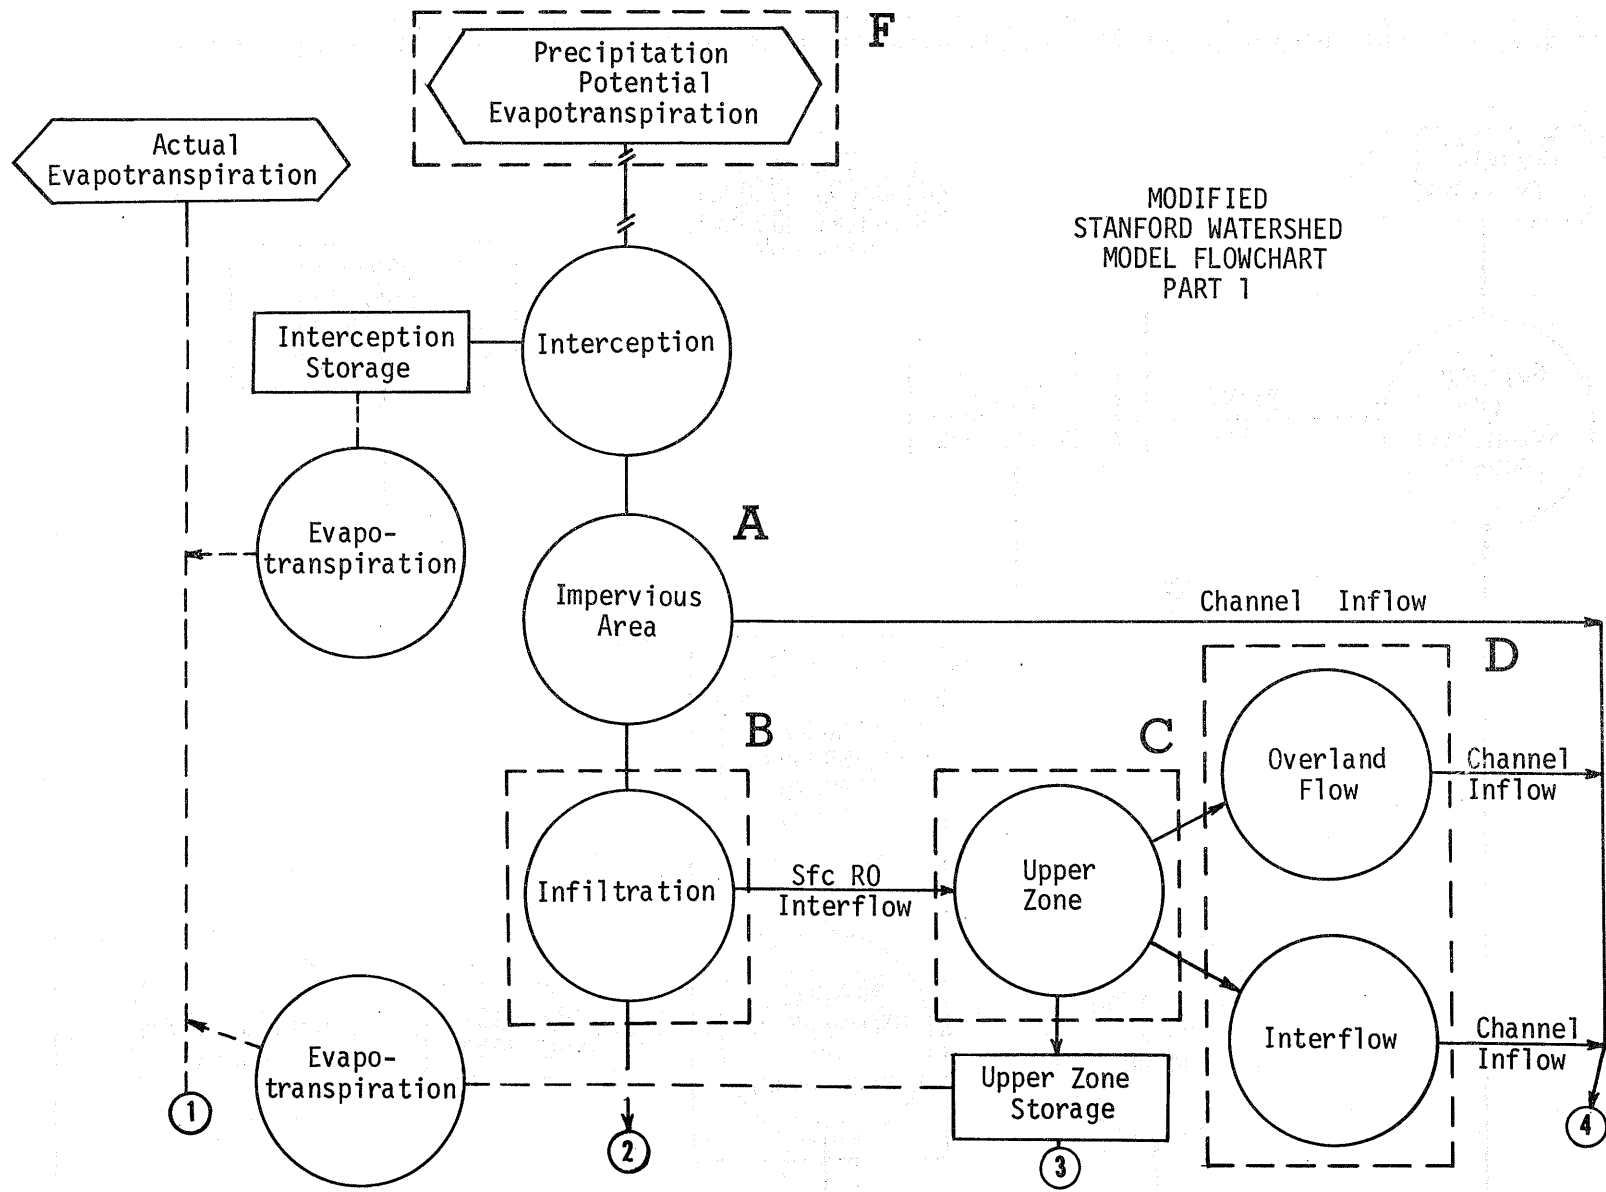 F
Precipitation
Potential
Evapotranspiration
Actual
Evapotranspiration
MODIFIED
STANFORD WATERSHED
MODEL FLOWCHART
PART 1
Interception
Storage
Interception
Evapo-
transpiration
A
Impervious
Area
Channel Inflow
B
C
D
Overland
Flow
Channel
Inflow
Infiltration
Sfc RO
Interflow
Upper
Zone
Interflow
Channel
Inflow
Evapo-
transpiration
Upper Zone
Storage
1
2
3
4